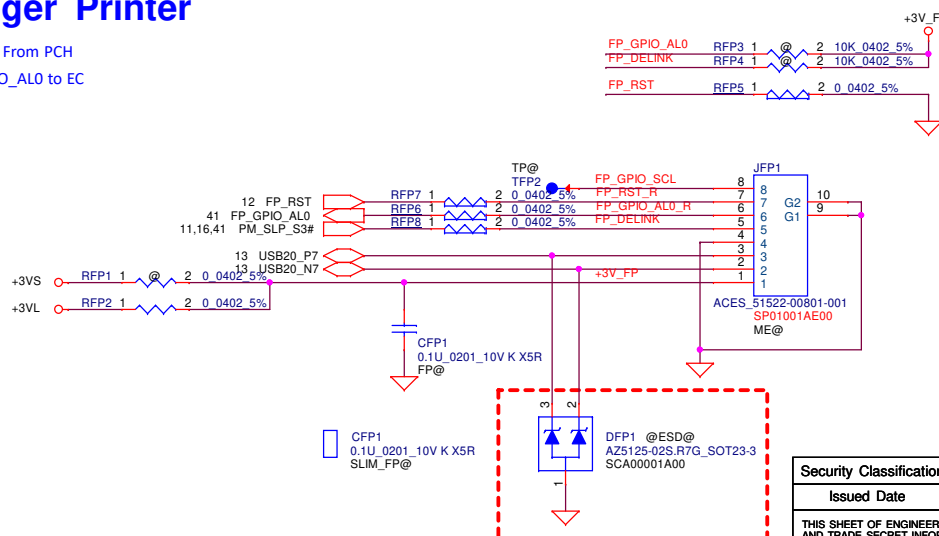 ger Printer
From PCH
O_AL0 to EC
+3V_F
FP_GPIO_AL0 RFP3 1 @ 2 10K_0402_5%
FP_DELINK RFP4 1 @ 2 10K_0402_5%
FP_RST RFP5 1 2 0_0402_5%
TP@
TFP2
JFP1
FP_GPIO_SCL 8 8
12 FP_RST RFP7 1 2 0_0402_5% FP_RST_R 7 7 G2 10
41 FP_GPIO_AL0 RFP6 1 2 0_0402_5% FP_GPIO_AL0_R 6 6 G1 9
11,16,41 PM_SLP_S3# RFP8 1 2 0_0402_5% FP_DELINK 5 5
4 4
13 USB20_P7 3 3
13 USB20_N7 2 2
+3VS RFP1 1 @ 2 0_0402_5% +3V_FP 1 1
+3VL RFP2 1 2 0_0402_5%
ACES_51522-00801-001
SP01001AE00
ME@
CFP1
0.1U_0201_10V K X5R
FP@
3 2
CFP1
0.1U_0201_10V K X5R
SLIM_FP@
DFP1 @ESD@
AZ5125-02S.R7G_SOT23-3
SCA00001A00
1
Security Classification
Issued Date
THIS SHEET OF ENGINEER
AND TRADE SECRET INFOR